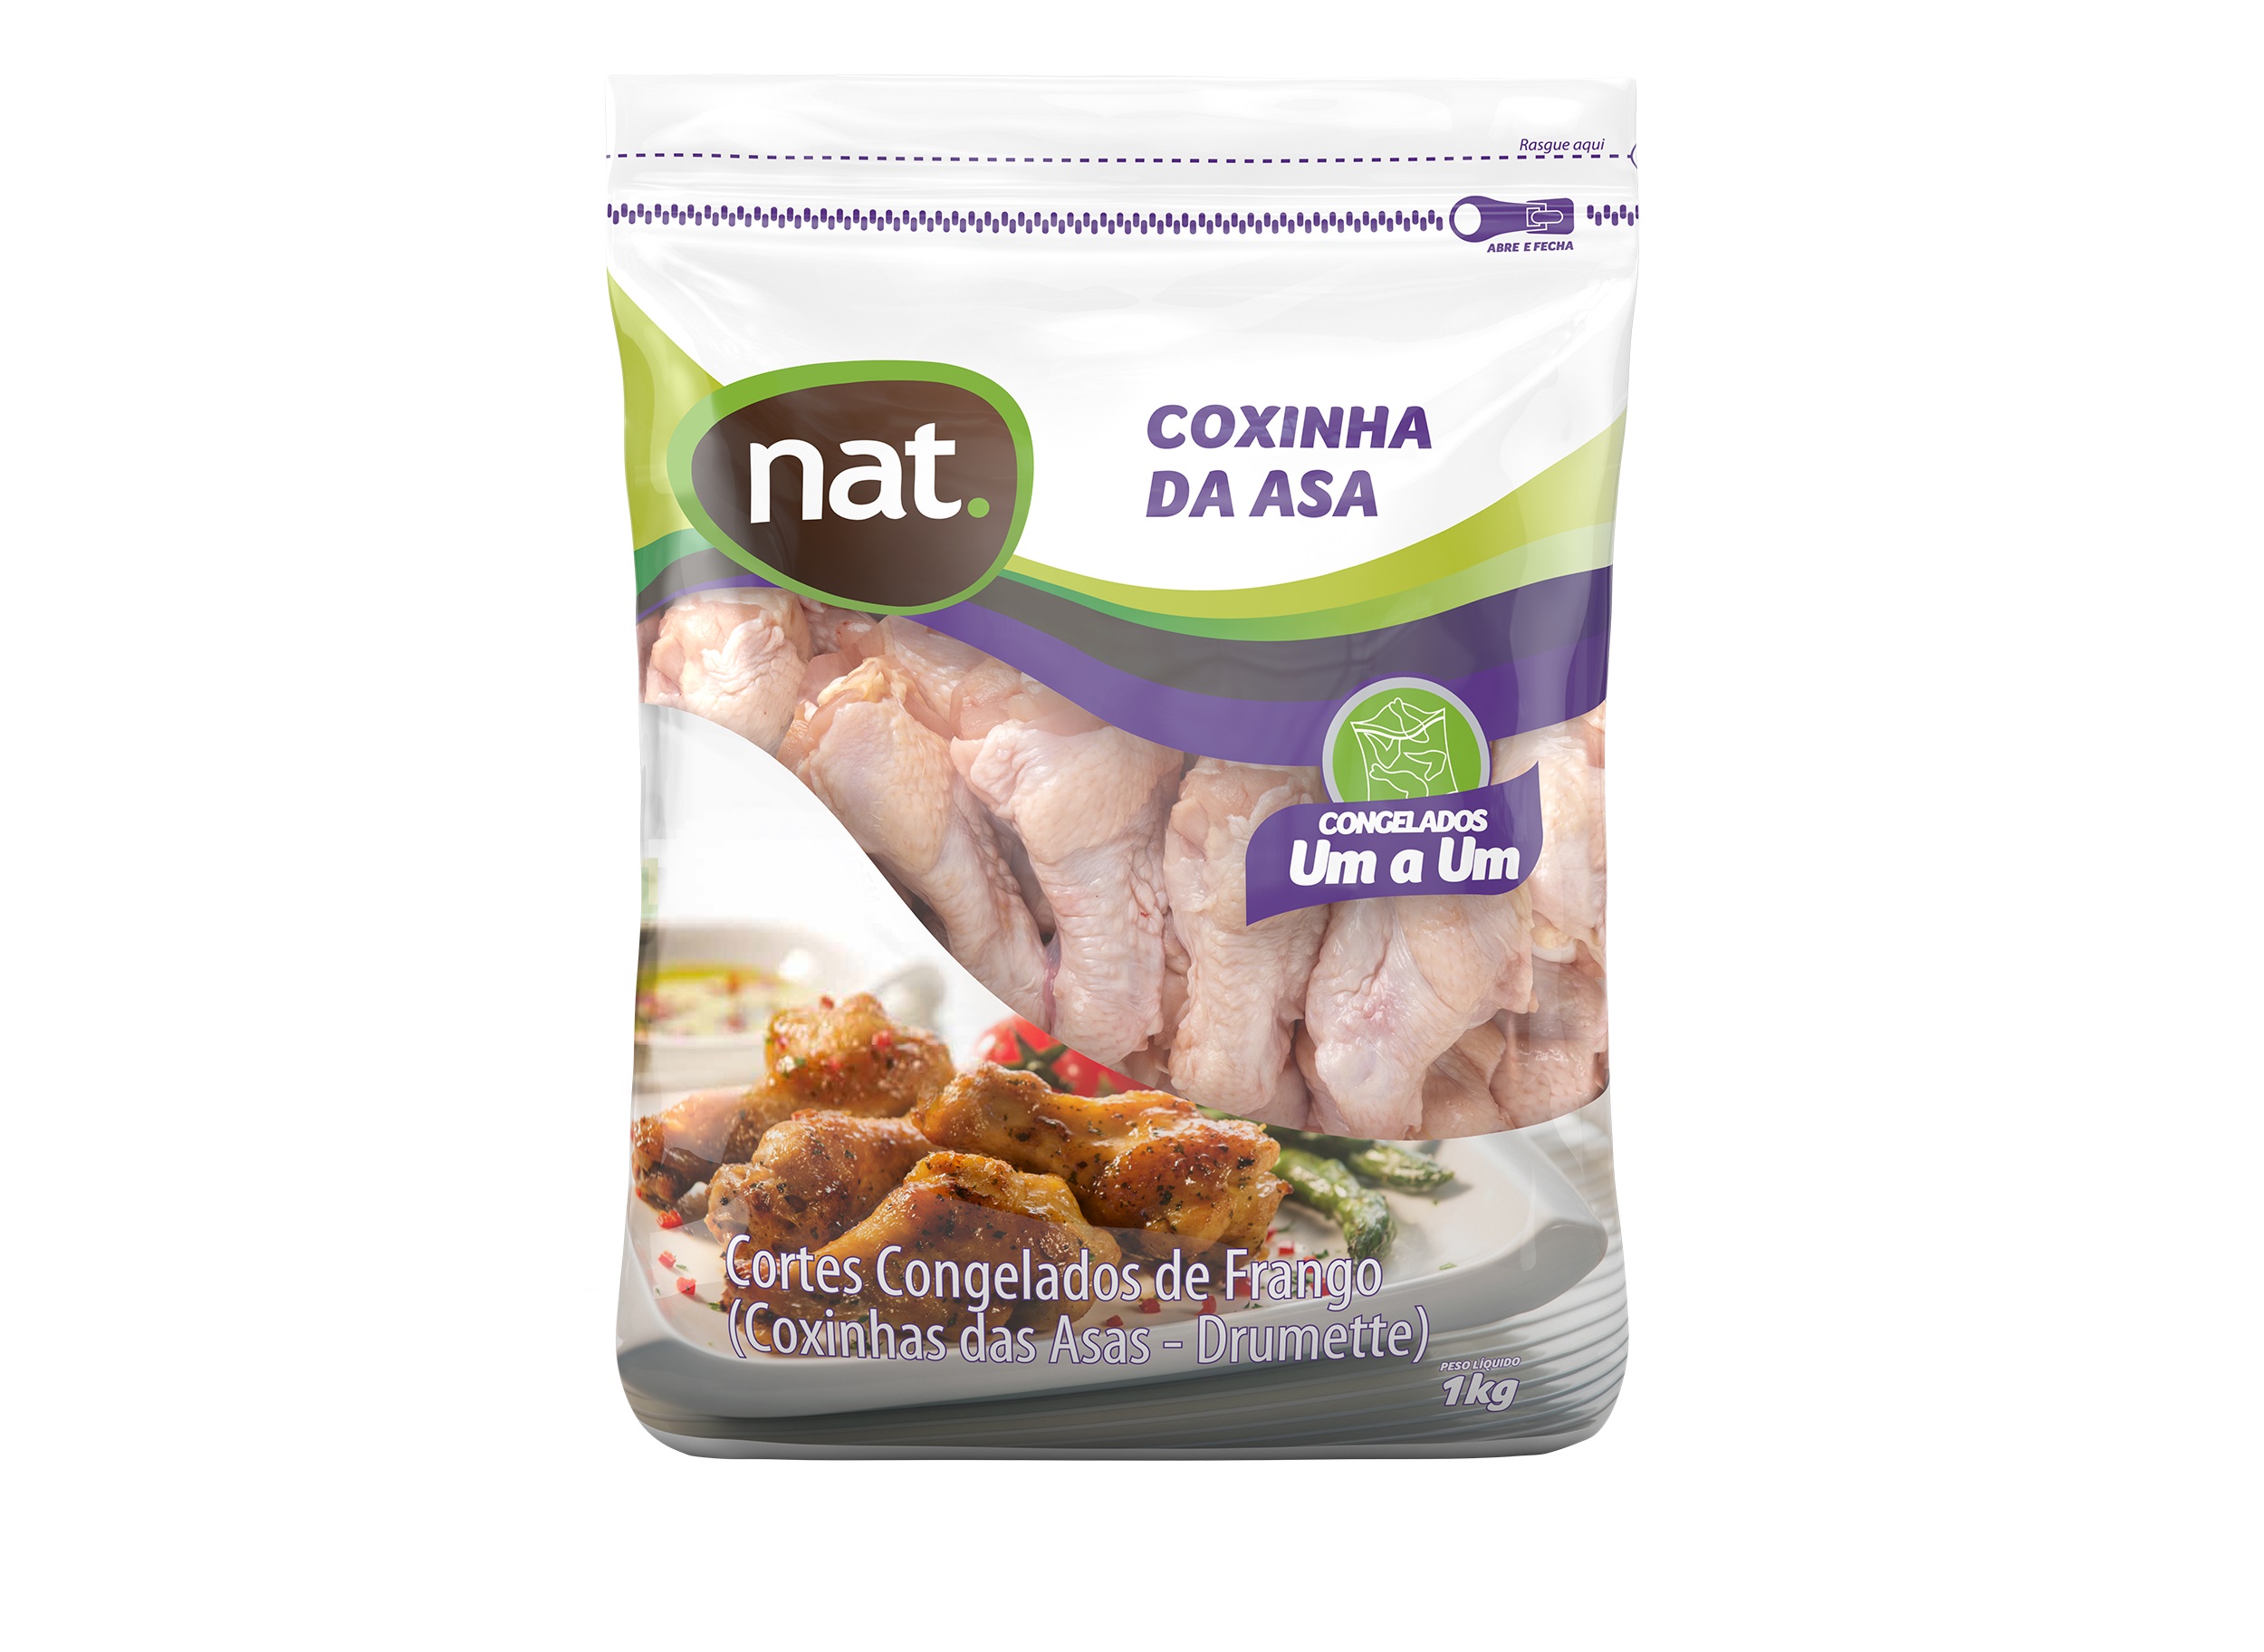 Rasgue aqui
ABRE E FECHA
nat.
COXINHA
DA ASA
CONGELADOS
Um a Um
Cortes Congelados de Frango
(Coxinhas das Asas - Drumette)
PESO LÍQUIDO
1kg